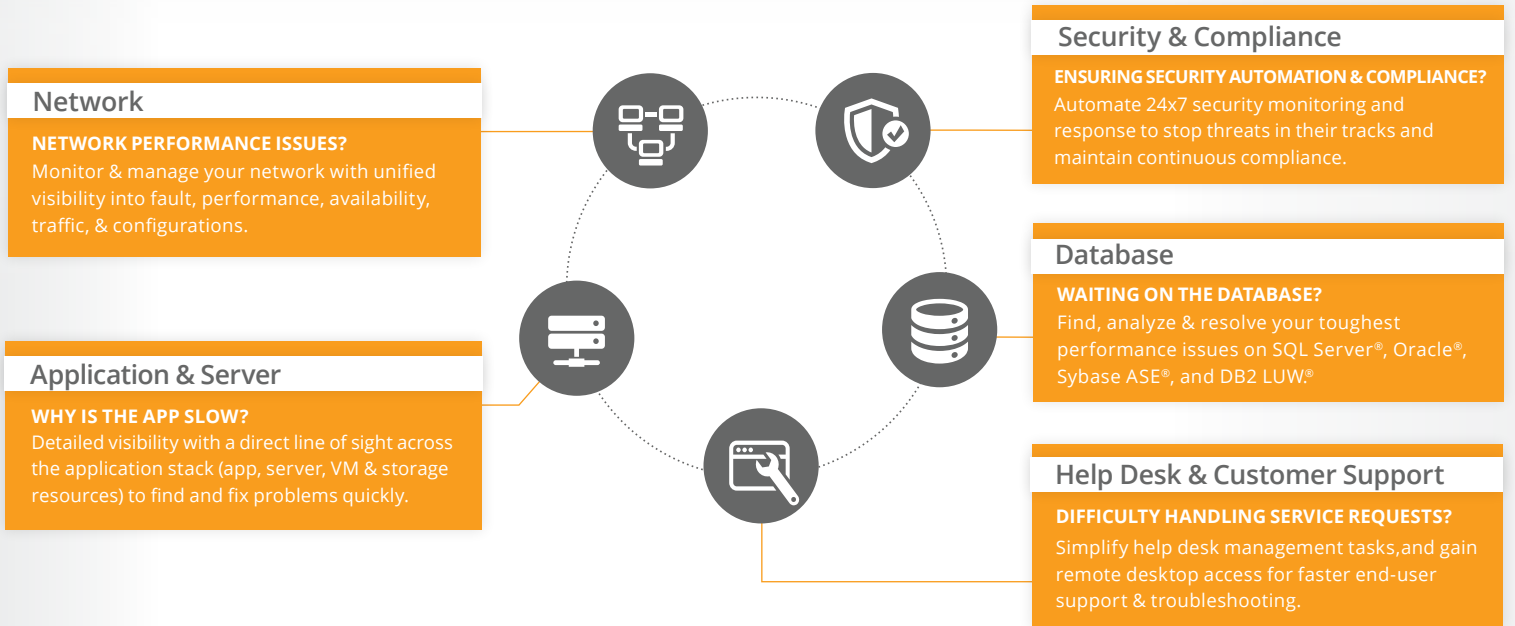 Network
NETWORK PERFORMANCE ISSUES?
Monitor & manage your network with unified
visibility into fault, performance, availability,
traffic, & configurations.
Application & Server
WHY IS THE APP SLOW?
Detailed visibility with a direct line of sight across
the application stack (app, server, VM & storage
resources) to find and fix problems quickly.
Security & Compliance
ENSURING SECURITY AUTOMATION & COMPLIANCE?
Automate 24x7 security monitoring and
response to stop threats in their tracks and
maintain continuous compliance.
Database
WAITING ON THE DATABASE?
Find, analyze & resolve your toughest
performance issues on SQL Server®, Oracle®,
Sybase ASE®, and DB2 LUW.®
Help Desk & Customer Support
DIFFICULTY HANDLING SERVICE REQUESTS?
Simplify help desk management tasks,and gain
remote desktop access for faster end-user
support & troubleshooting.